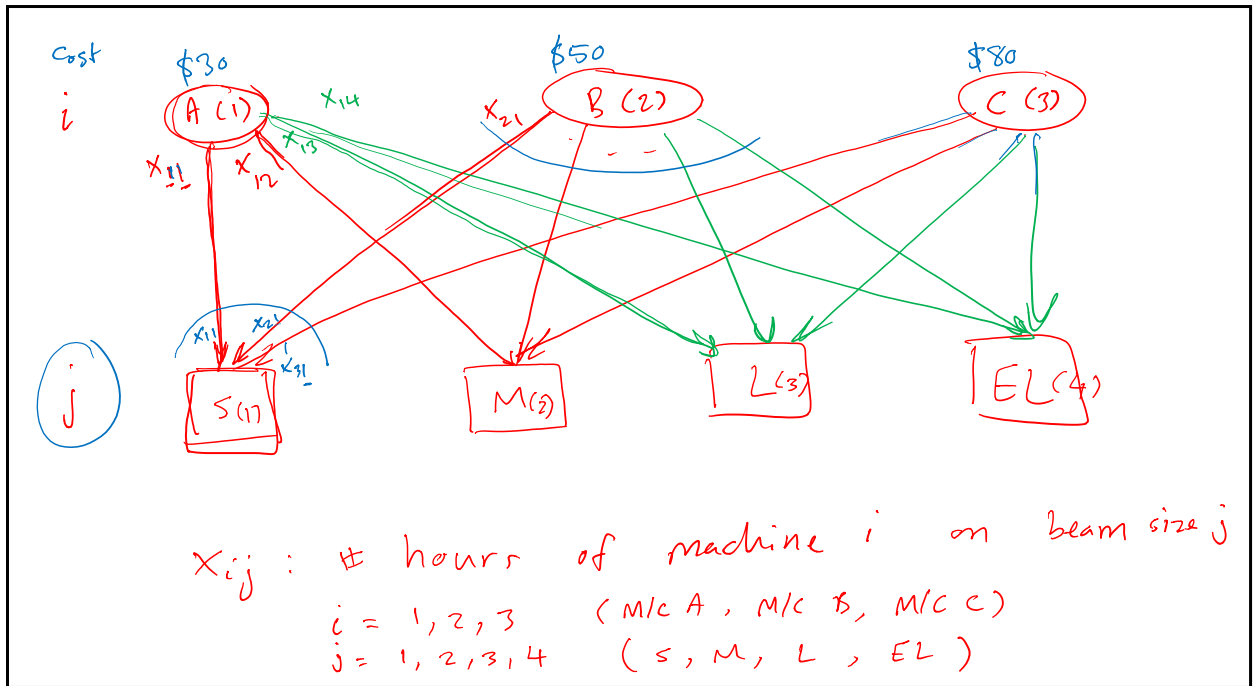 cost $30 $50 $80
i A (1) B (2) C (3)
x14
x13
x21
x11 x12
x11 x21
x31
j S(1) M(2) L(3) EL(4)
xij : # hours of machine i on beam size j
i = 1, 2, 3 (M/C A, M/C B, M/C C)
j = 1, 2, 3, 4 (S, M, L, EL)